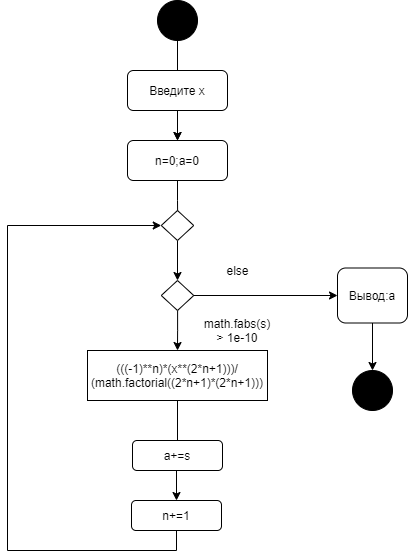 Введите x
n=0;a=0
else
Вывод:a
math.fabs(s)
> 1e-10
(((-1)**n)*(x**(2*n+1)))/
(math.factorial((2*n+1)*(2*n+1)))
a+=s
n+=1